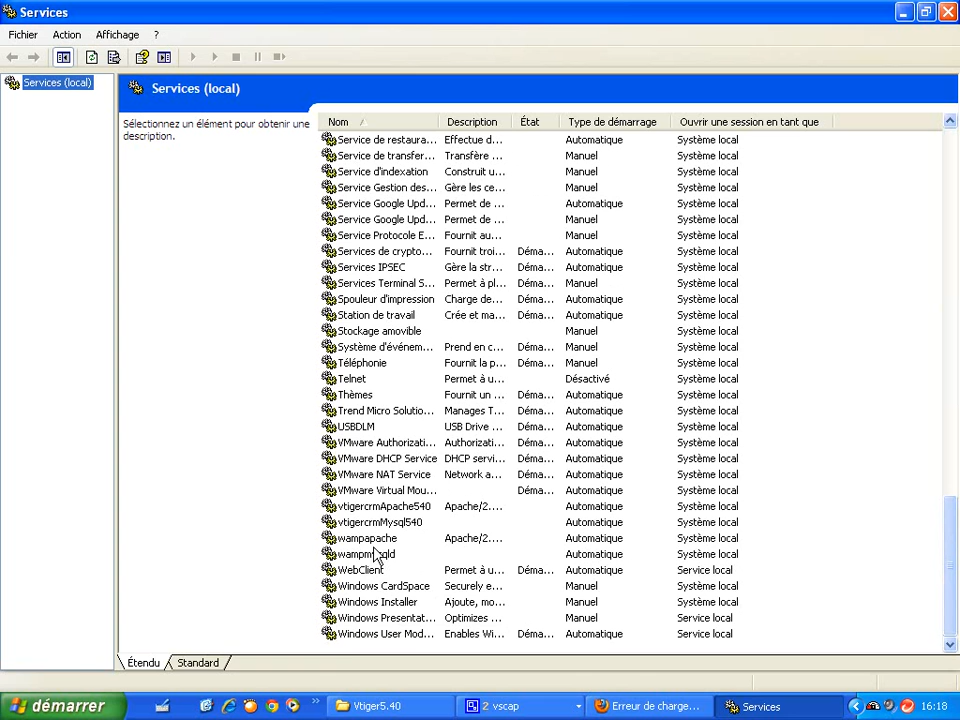 Services
Fichier Action Affichage ?
Services (local)
Services (local)
Sélectionnez un élément pour obtenir une description.
Nom Description État Type de démarrage Ouvrir une session en tant que
Service de restaura... Effectue d... Automatique Système local
Service de transfer... Transfère ... Manuel Système local
Service d'indexation Construit u... Manuel Système local
Service Gestion des... Gère les ce... Manuel Système local
Service Google Upd... Permet de ... Automatique Système local
Service Google Upd... Permet de ... Manuel Système local
Service Protocole E... Fournit au... Manuel Système local
Services de crypto... Fournit troi... Déma... Automatique Système local
Services IPSEC Gère la str... Déma... Automatique Système local
Services Terminal S... Permet à pl... Déma... Manuel Système local
Spouleur d'impression Charge de... Déma... Automatique Système local
Station de travail Crée et ma... Déma... Automatique Système local
Stockage amovible Manuel Système local
Système d'événem... Prend en c... Déma... Manuel Système local
Téléphonie Fournit la p... Déma... Manuel Système local
Telnet Permet à u... Désactivé Système local
Thèmes Fournit un ... Déma... Automatique Système local
Trend Micro Solutio... Manages T... Déma... Automatique Système local
USBDLM USB Drive ... Déma... Automatique Système local
VMware Authorizati... Authorizati... Déma... Automatique Système local
VMware DHCP Service DHCP servi... Déma... Automatique Système local
VMware NAT Service Network a... Déma... Automatique Système local
VMware Virtual Mou... Déma... Automatique Système local
vtigercrmApache540 Apache/2.... Automatique Système local
vtigercrmMysql540 Automatique Système local
wampapache Apache/2.... Automatique Système local
wampmysqld Automatique Système local
WebClient Permet à u... Déma... Automatique Service local
Windows CardSpace Securely e... Manuel Système local
Windows Installer Ajoute, mo... Manuel Système local
Windows Presentat... Optimizes ... Manuel Service local
Windows User Mod... Enables Wi... Déma... Automatique Service local
Étendu Standard
démarrer Vtiger5.40 2 vscap Erreur de charge... Services 16:18